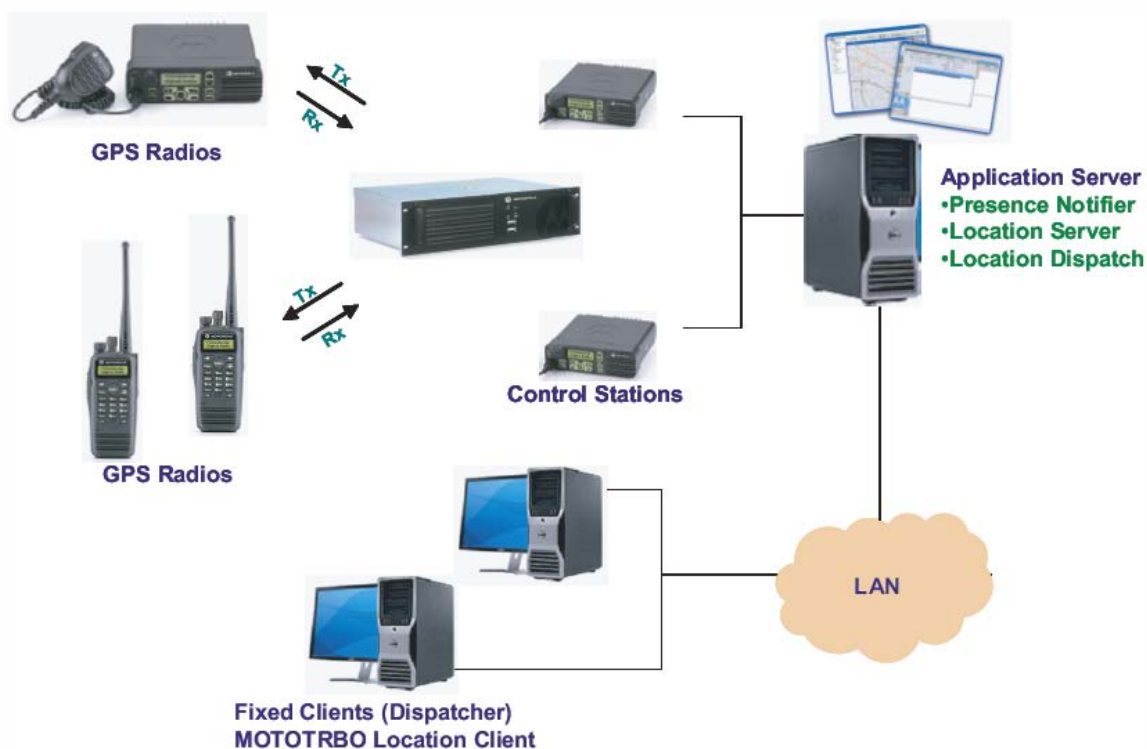 Tx
Rx
GPS Radios
Application Server
•Presence Notifier
•Location Server
•Location Dispatch
Tx
Rx
Control Stations
GPS Radios
LAN
Fixed Clients (Dispatcher)
MOTOTRBO Location Client